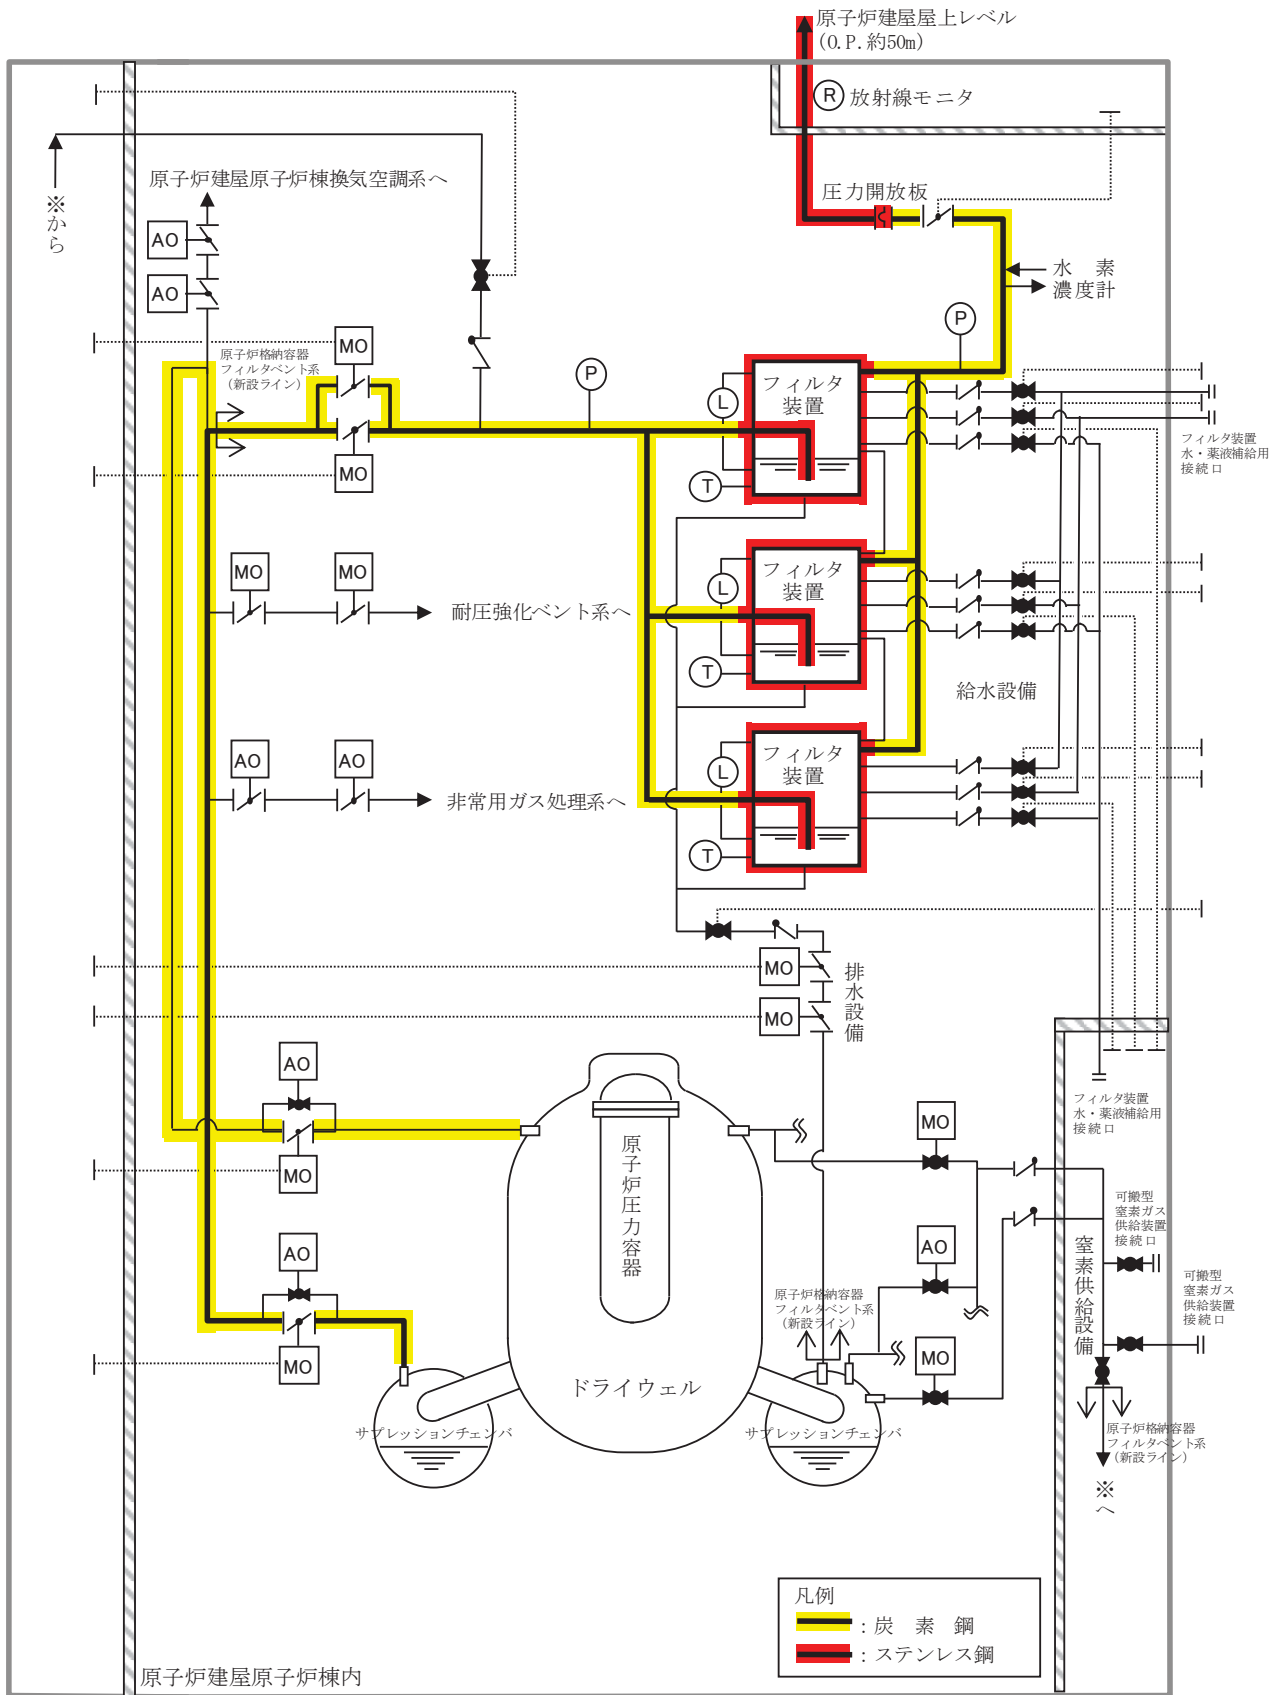 原子炉建屋屋上レベル
(O.P.約50m)
R 放射線モニタ
圧力開放板
水　素
濃度計
P
※から
原子炉建屋原子炉棟換気空調系へ
AO
AO
MO
原子炉格納容器
フィルタベント系
(新設ライン)
MO
P
フィルタ
装置
L
T
フィルタ装置
水・薬液補給用
接続口
MO
MO
耐圧強化ベント系へ
フィルタ
装置
L
T
給水設備
AO
AO
非常用ガス処理系へ
フィルタ
装置
L
T
MO
MO
排水設備
AO
MO
AO
MO
原子炉圧力容器
ドライウェル
サプレッションチェンバ
サプレッションチェンバ
原子炉格納容器
フィルタベント系
(新設ライン)
MO
AO
MO
フィルタ装置
水・薬液補給用
接続口
窒素供給設備
可搬型
窒素ガス
供給装置
接続口
可搬型
窒素ガス
供給装置
接続口
原子炉格納容器
フィルタベント系
(新設ライン)
※へ
凡例
：炭　素　鋼
：ステンレス鋼
原子炉建屋原子炉棟内